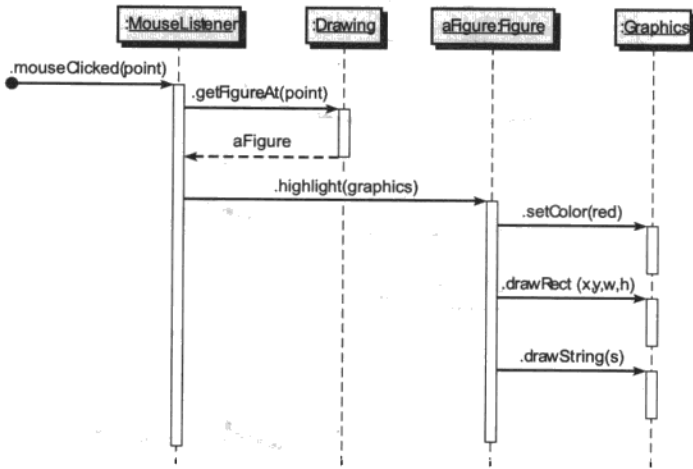 :MouseListener
:Drawing
aFigure:Figure
:Graphics
.mouseClicked(point)
.getFigureAt(point)
aFigure
.highlight(graphics)
.setColor(red)
.drawRect (x,y,w,h)
.drawString(s)